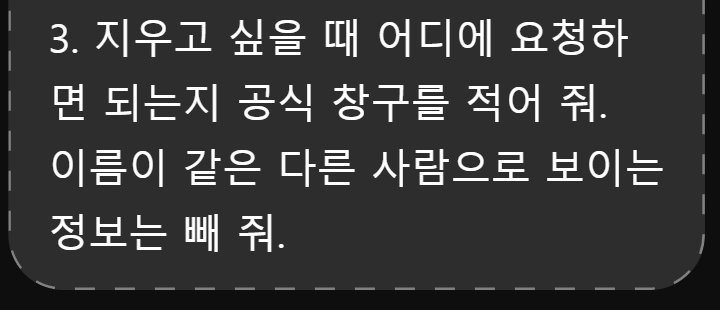 3. 지우고 싶을 때 어디에 요청하
면 되는지 공식 창구를 적어 줘.
이름이 같은 다른 사람으로 보이는
정보는 빼 줘.